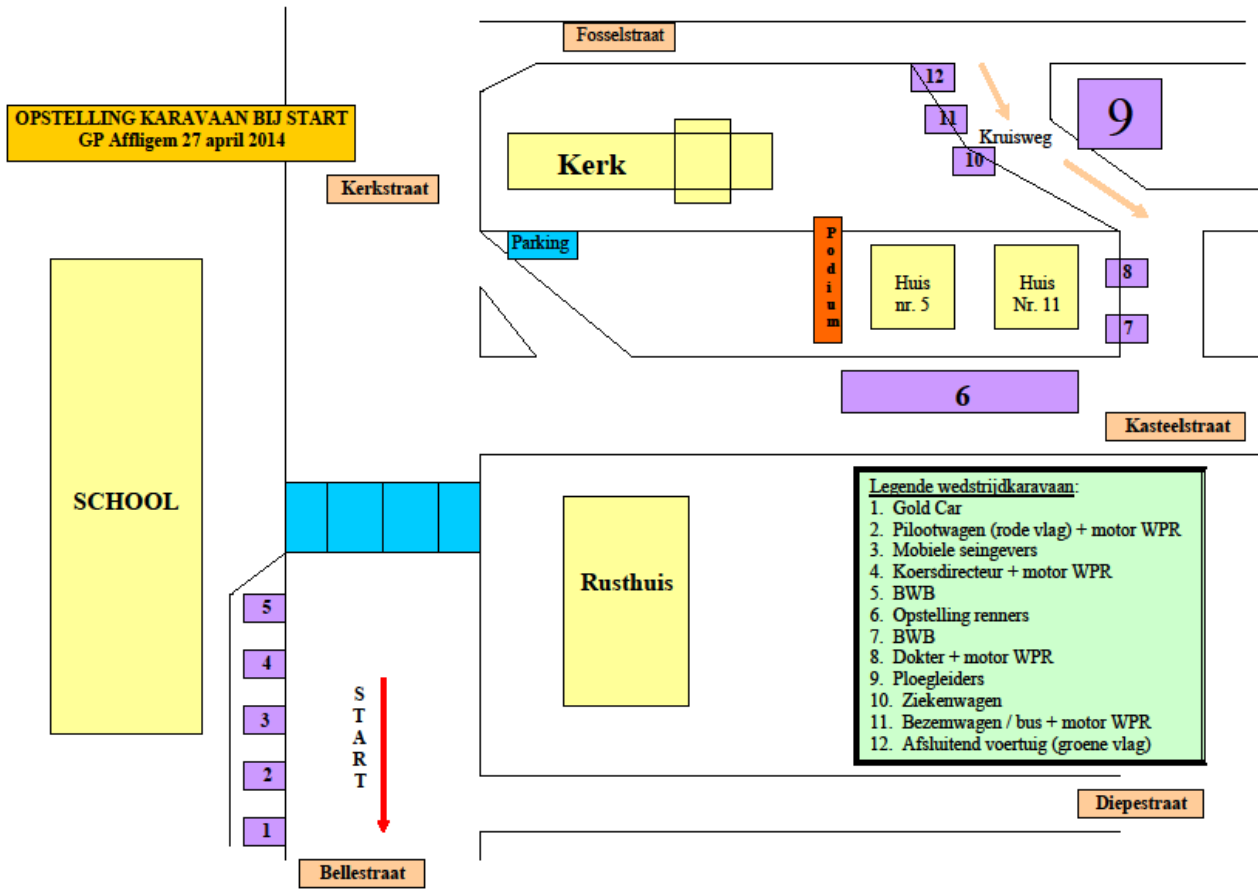 Fosselstraat
OPSTELLING KARAVAAN BIJ START
GP Affligem 27 april 2014
12
11
10
9
Kruisweg
Kerk
Kerkstraat
Parking
Podium
Huis
nr. 5
Huis
Nr. 11
8
7
6
Kasteelstraat
SCHOOL
Rusthuis
Legende wedstrijdkaravaan:
1. Gold Car
2. Pilootwagen (rode vlag) + motor WPR
3. Mobiele seingevers
4. Koersdirecteur + motor WPR
5. BWB
6. Opstelling renners
7. BWB
8. Dokter + motor WPR
9. Ploegleiders
10. Ziekenwagen
11. Bezemwagen / bus + motor WPR
12. Afsluitend voertuig (groene vlag)
5
4
3
2
1
START
Diepestraat
Bellestraat